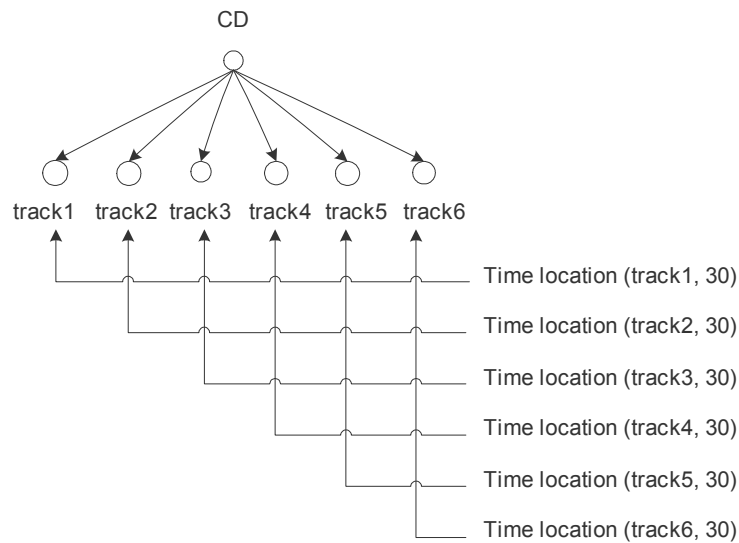 CD
track1 track2 track3 track4 track5 track6
Time location (track1, 30)
Time location (track2, 30)
Time location (track3, 30)
Time location (track4, 30)
Time location (track5, 30)
Time location (track6, 30)